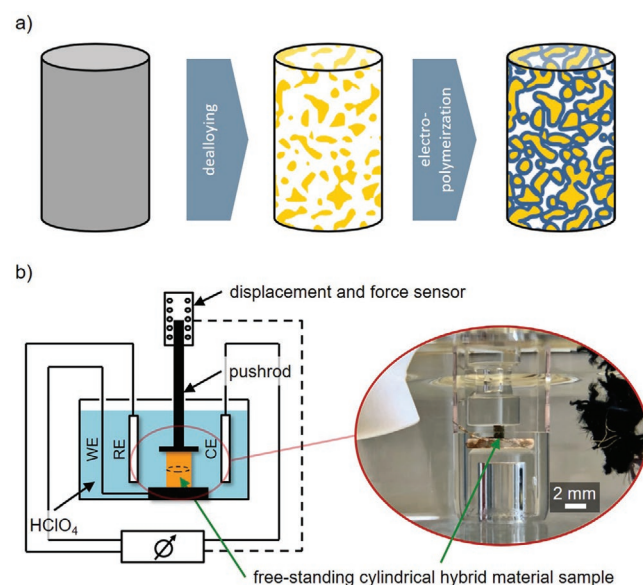 a)
dealloying
electro-
polymeirzation
b)
displacement and force sensor
pushrod
WE
RE
CE
HClO₄
2 mm
free-standing cylindrical hybrid material sample